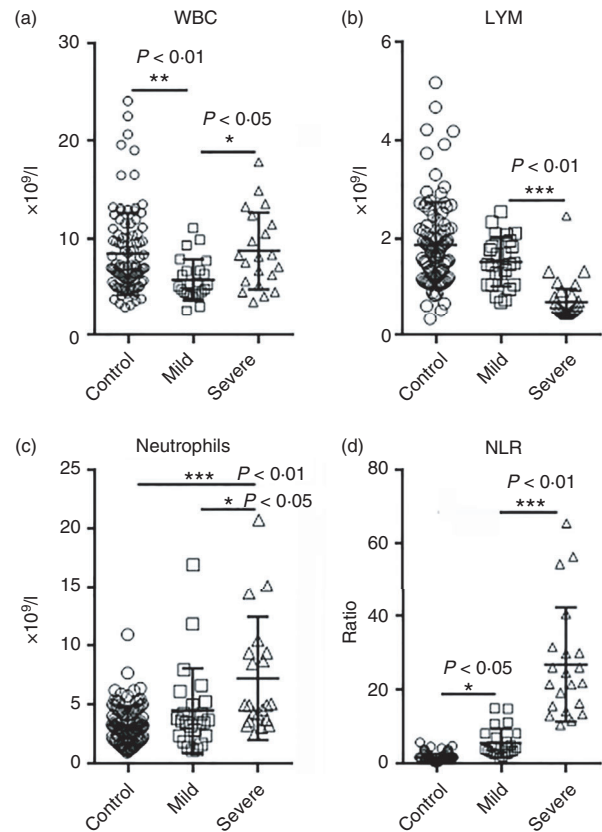 (a) WBC
30
20
10
0
×10⁹/l
P < 0·01
**
P < 0·05
*
Control
Mild
Severe
(b) LYM
6
4
2
0
×10⁹/l
P < 0·01
***
Control
Mild
Severe
(c) Neutrophils
25
20
15
10
5
0
×10⁹/l
*** P < 0·01
* P < 0·05
Control
Mild
Severe
(d) NLR
80
60
40
20
0
Ratio
P < 0·01
***
P < 0·05
*
Control
Mild
Severe